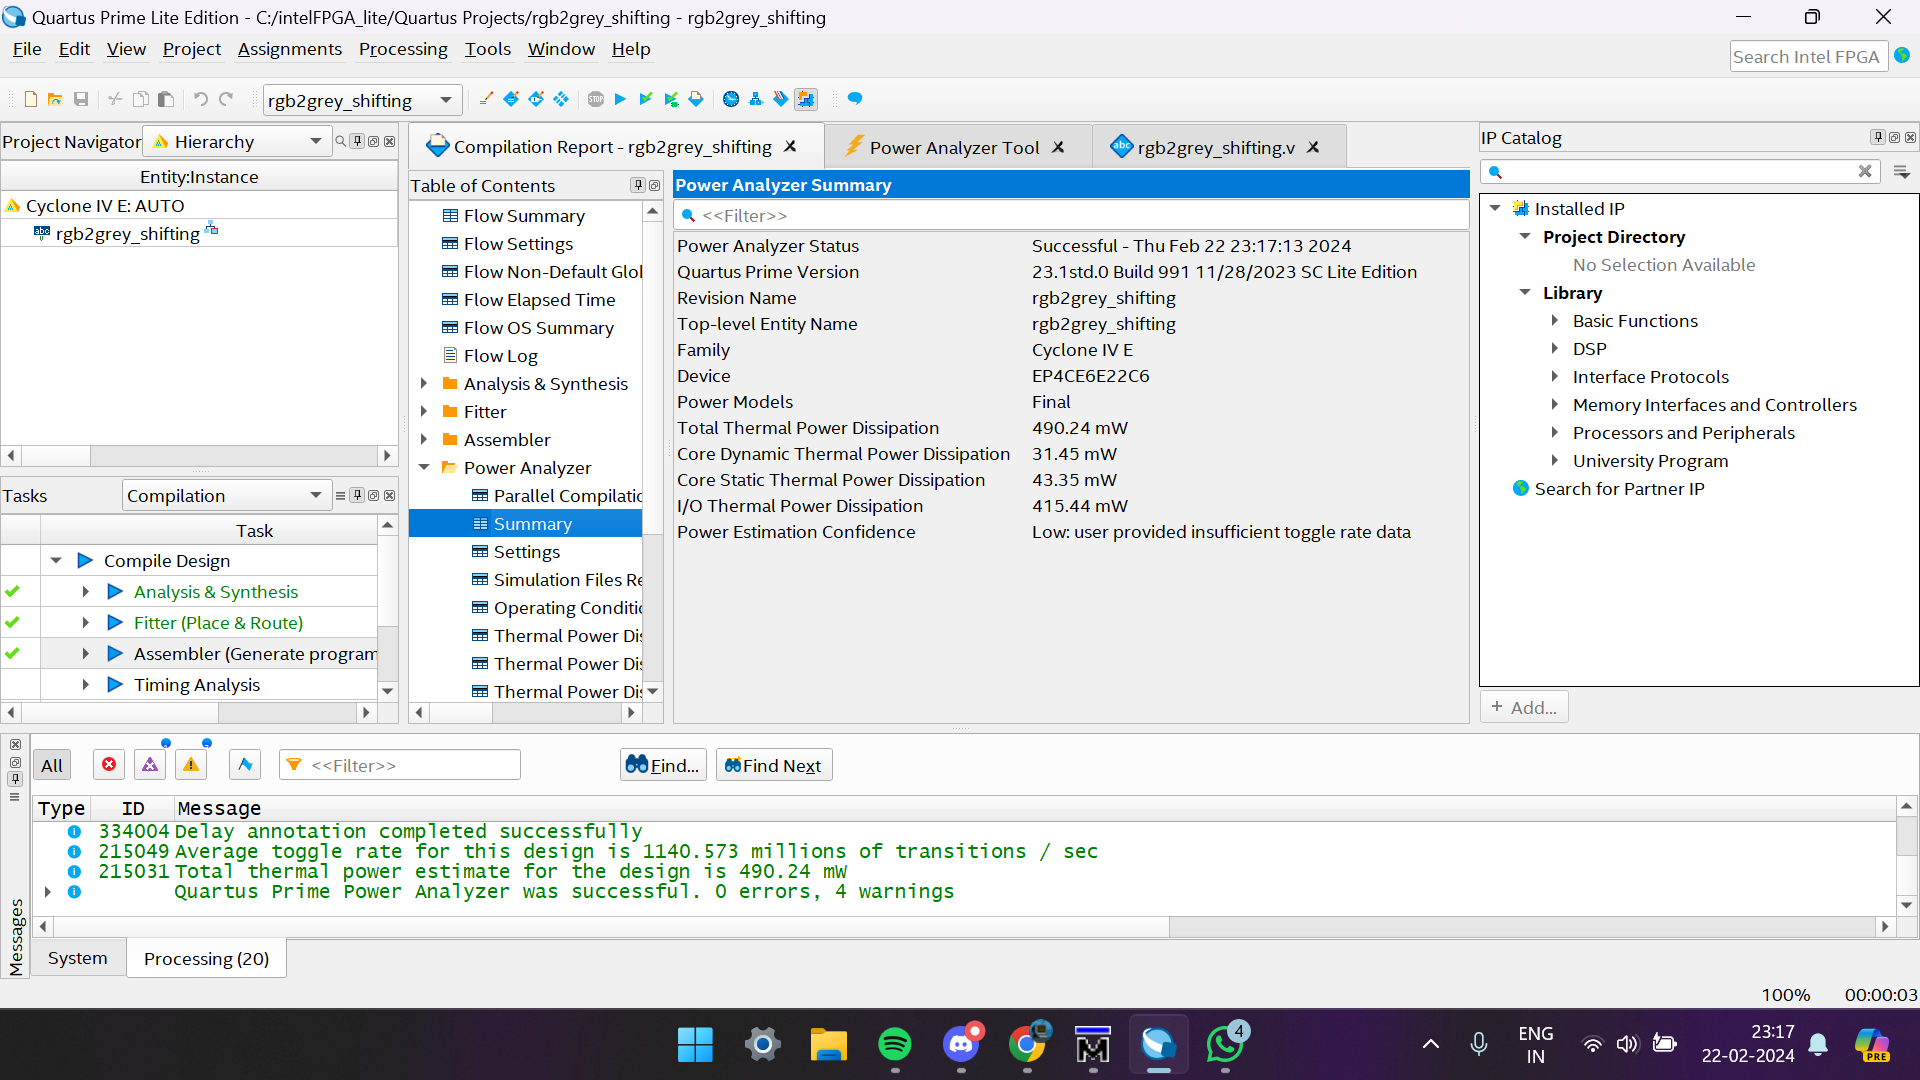 Quartus Prime Lite Edition - C:/intelFPGA_lite/Quartus Projects/rgb2grey_shifting - rgb2grey_shifting
File Edit View Project Assignments Processing Tools Window Help
Search Intel FPGA
rgb2grey_shifting
STOP
Project Navigator Hierarchy
Entity:Instance
Cyclone IV E: AUTO
abc rgb2grey_shifting
Tasks Compilation
Task
Compile Design
Analysis & Synthesis
Fitter (Place & Route)
Assembler (Generate program
Timing Analysis
Compilation Report - rgb2grey_shifting
Power Analyzer Tool
abc rgb2grey_shifting.v
Table of Contents
Flow Summary
Flow Settings
Flow Non-Default Glol
Flow Elapsed Time
Flow OS Summary
Flow Log
Analysis & Synthesis
Fitter
Assembler
Power Analyzer
Parallel Compilatio
Summary
Settings
Simulation Files Re
Operating Conditio
Thermal Power Dis
Thermal Power Dis
Thermal Power Dis
Power Analyzer Summary
<<Filter>>
Power Analyzer Status Successful - Thu Feb 22 23:17:13 2024
Quartus Prime Version 23.1std.0 Build 991 11/28/2023 SC Lite Edition
Revision Name rgb2grey_shifting
Top-level Entity Name rgb2grey_shifting
Family Cyclone IV E
Device EP4CE6E22C6
Power Models Final
Total Thermal Power Dissipation 490.24 mW
Core Dynamic Thermal Power Dissipation 31.45 mW
Core Static Thermal Power Dissipation 43.35 mW
I/O Thermal Power Dissipation 415.44 mW
Power Estimation Confidence Low: user provided insufficient toggle rate data
IP Catalog
Installed IP
Project Directory
No Selection Available
Library
Basic Functions
DSP
Interface Protocols
Memory Interfaces and Controllers
Processors and Peripherals
University Program
Search for Partner IP
+ Add...
Messages
All <<Filter>> Find... Find Next
Type ID Message
334004 Delay annotation completed successfully
215049 Average toggle rate for this design is 1140.573 millions of transitions / sec
215031 Total thermal power estimate for the design is 490.24 mW
Quartus Prime Power Analyzer was successful. 0 errors, 4 warnings
System Processing (20)
100% 00:00:03
4
ENG
IN
23:17
22-02-2024
PRE